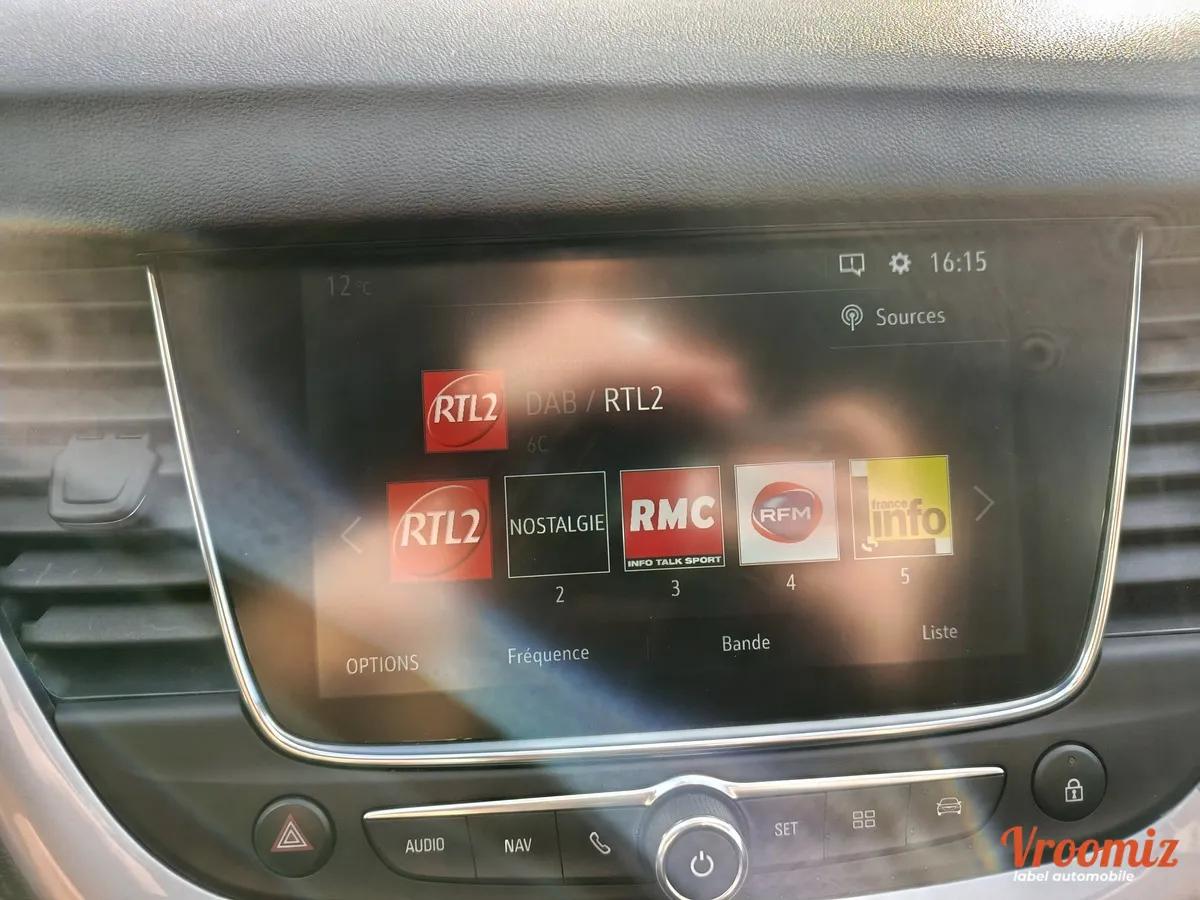 12 °C
16:15
Sources
RTL2
DAB / RTL2
6C
RTL2
NOSTALGIE
RMC
INFO TALK SPORT
RFM
france
info
2
3
4
5
OPTIONS
Fréquence
Bande
Liste
AUDIO
NAV
SET
Vroomiz
label automobile